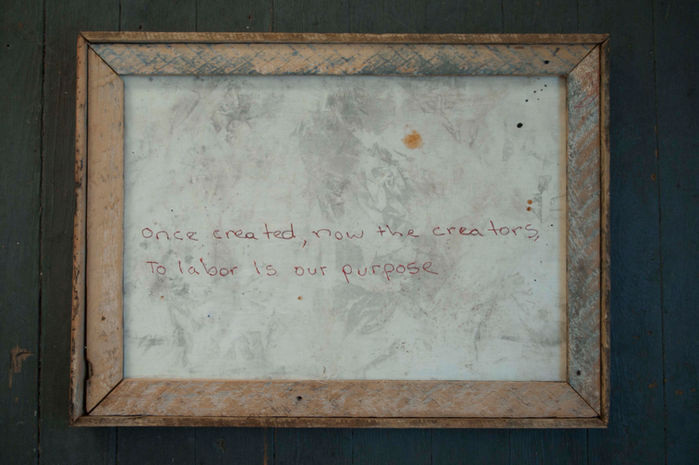 once created, now the creators,
To labor is our purpose